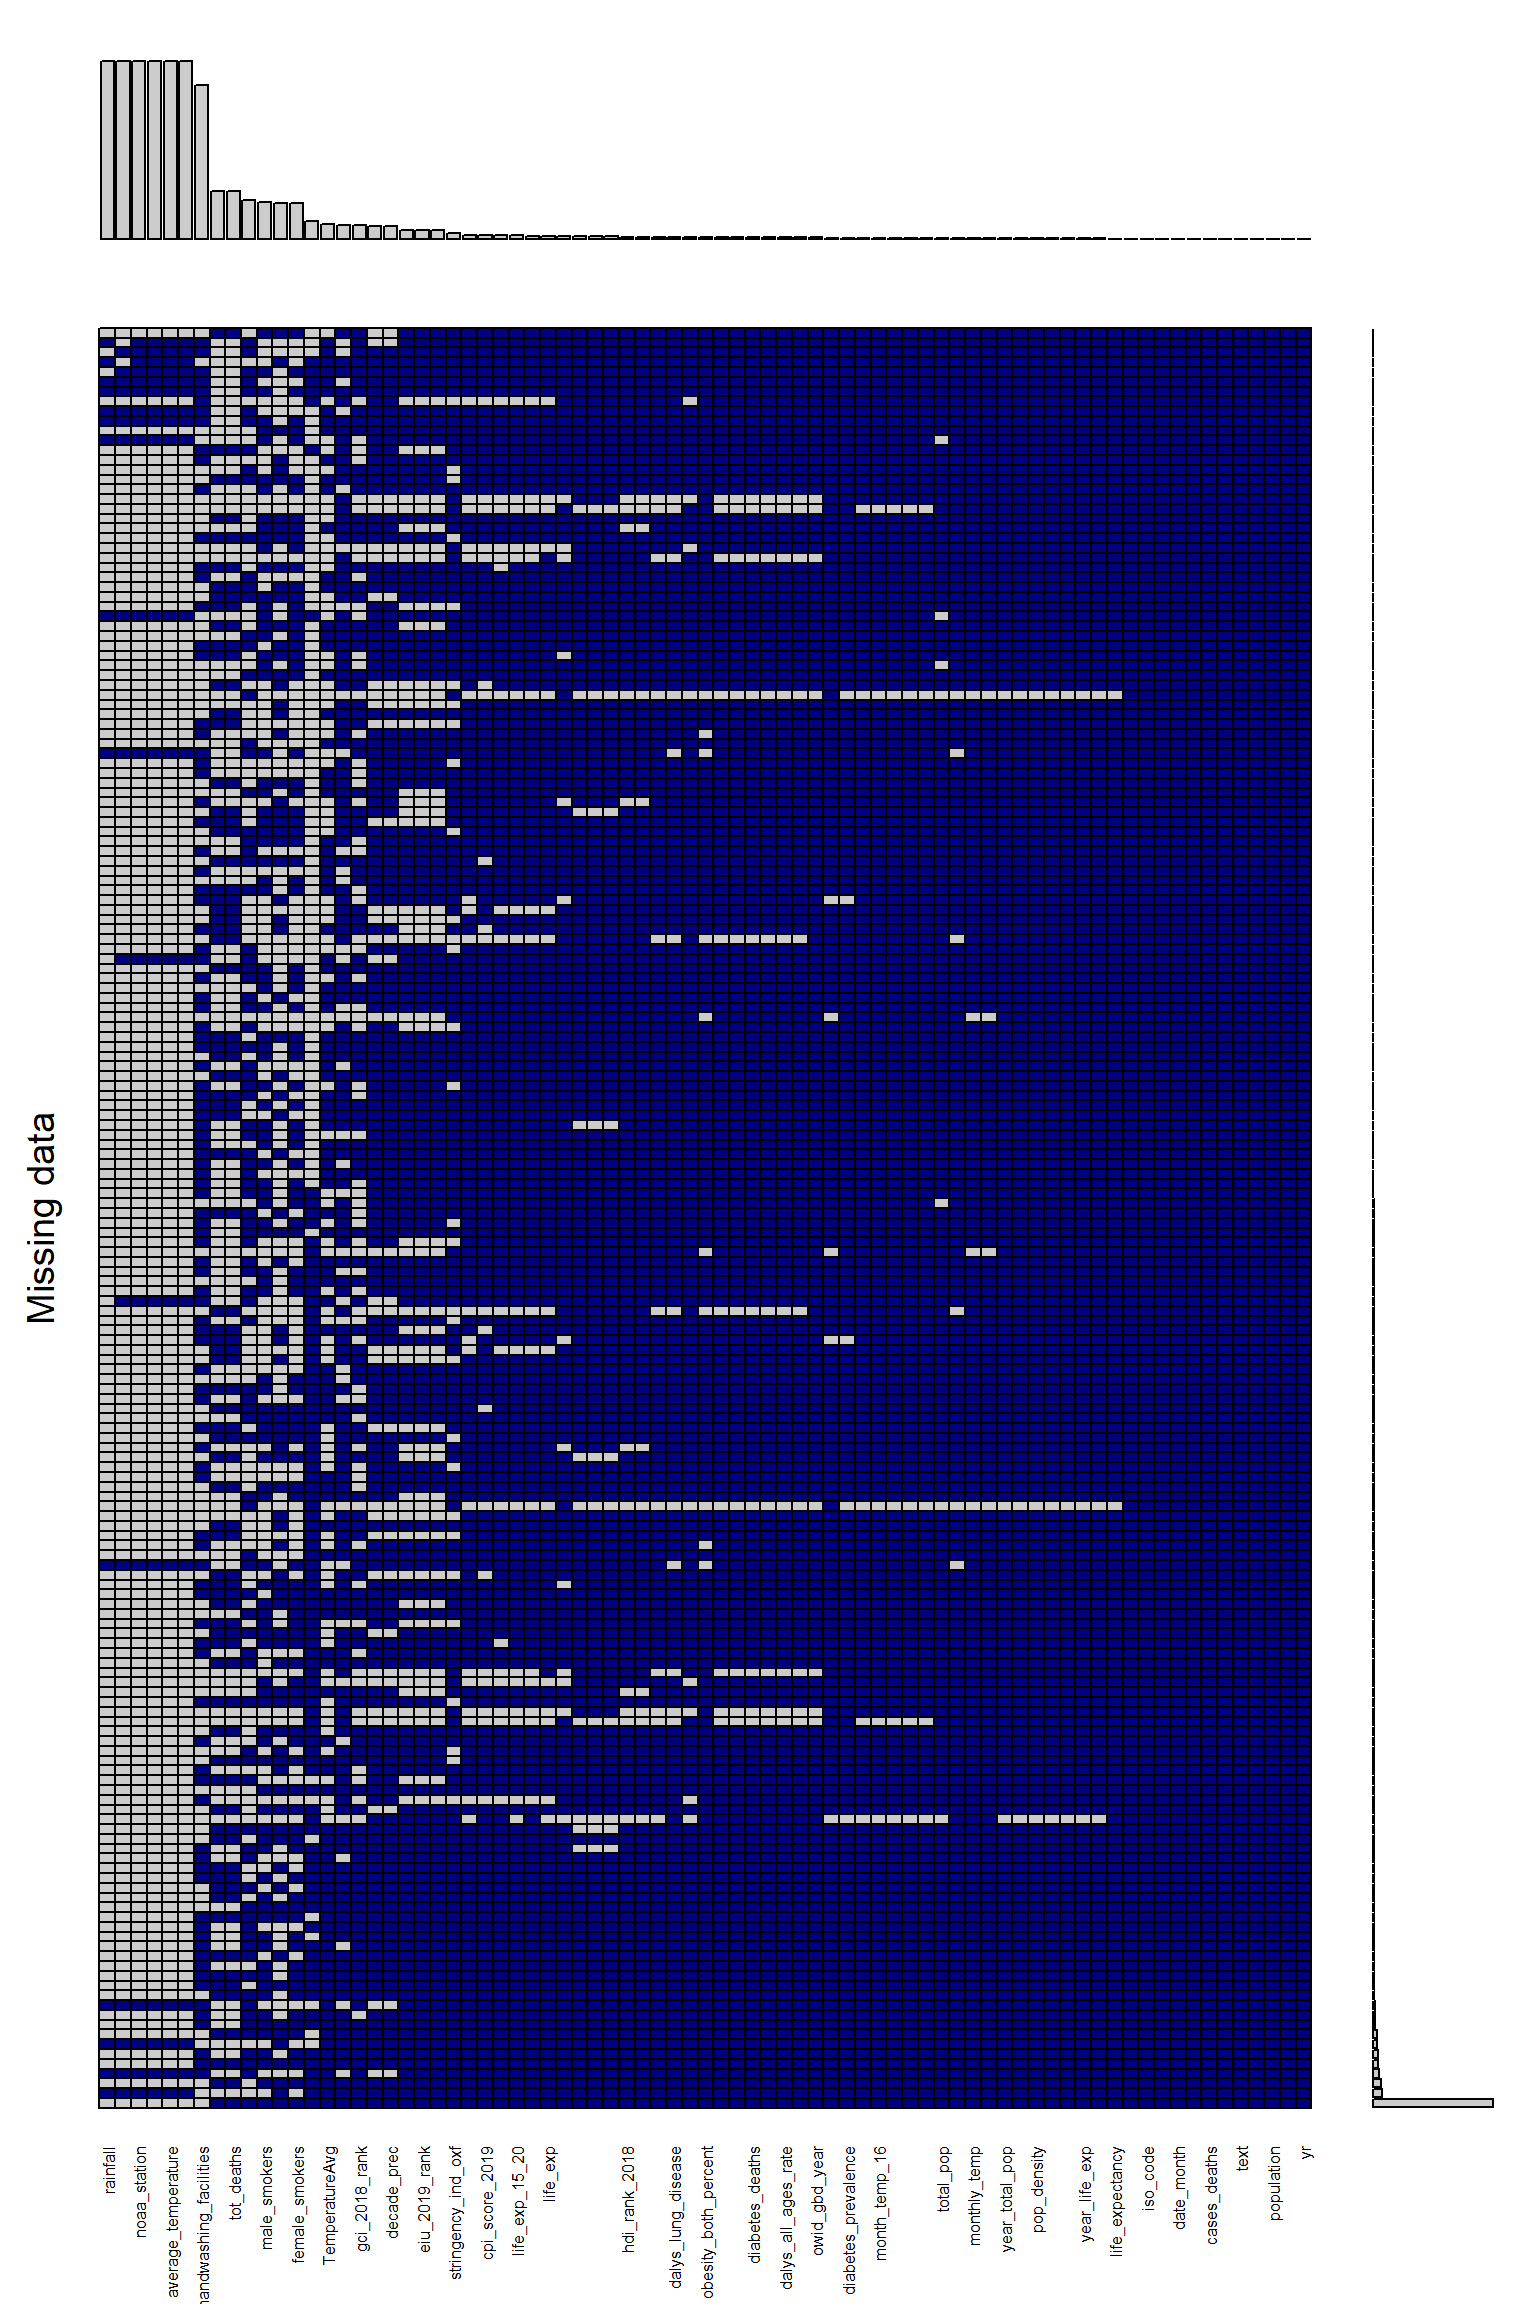 Missing data
rainfall
noaa_station
average_temperature
handwashing_facilities
tot_deaths
male_smokers
female_smokers
TemperatureAvg
gci_2018_rank
decade_prec
eiu_2019_rank
stringency_ind_oxf
cpi_score_2019
life_exp_15_20
life_exp
hdi_rank_2018
dalys_lung_disease
obesity_both_percent
diabetes_deaths
dalys_all_ages_rate
owid_gbd_year
diabetes_prevalence
month_temp_16
total_pop
monthly_temp
year_total_pop
pop_density
year_life_exp
life_expectancy
iso_code
date_month
cases_deaths
text
population
yr